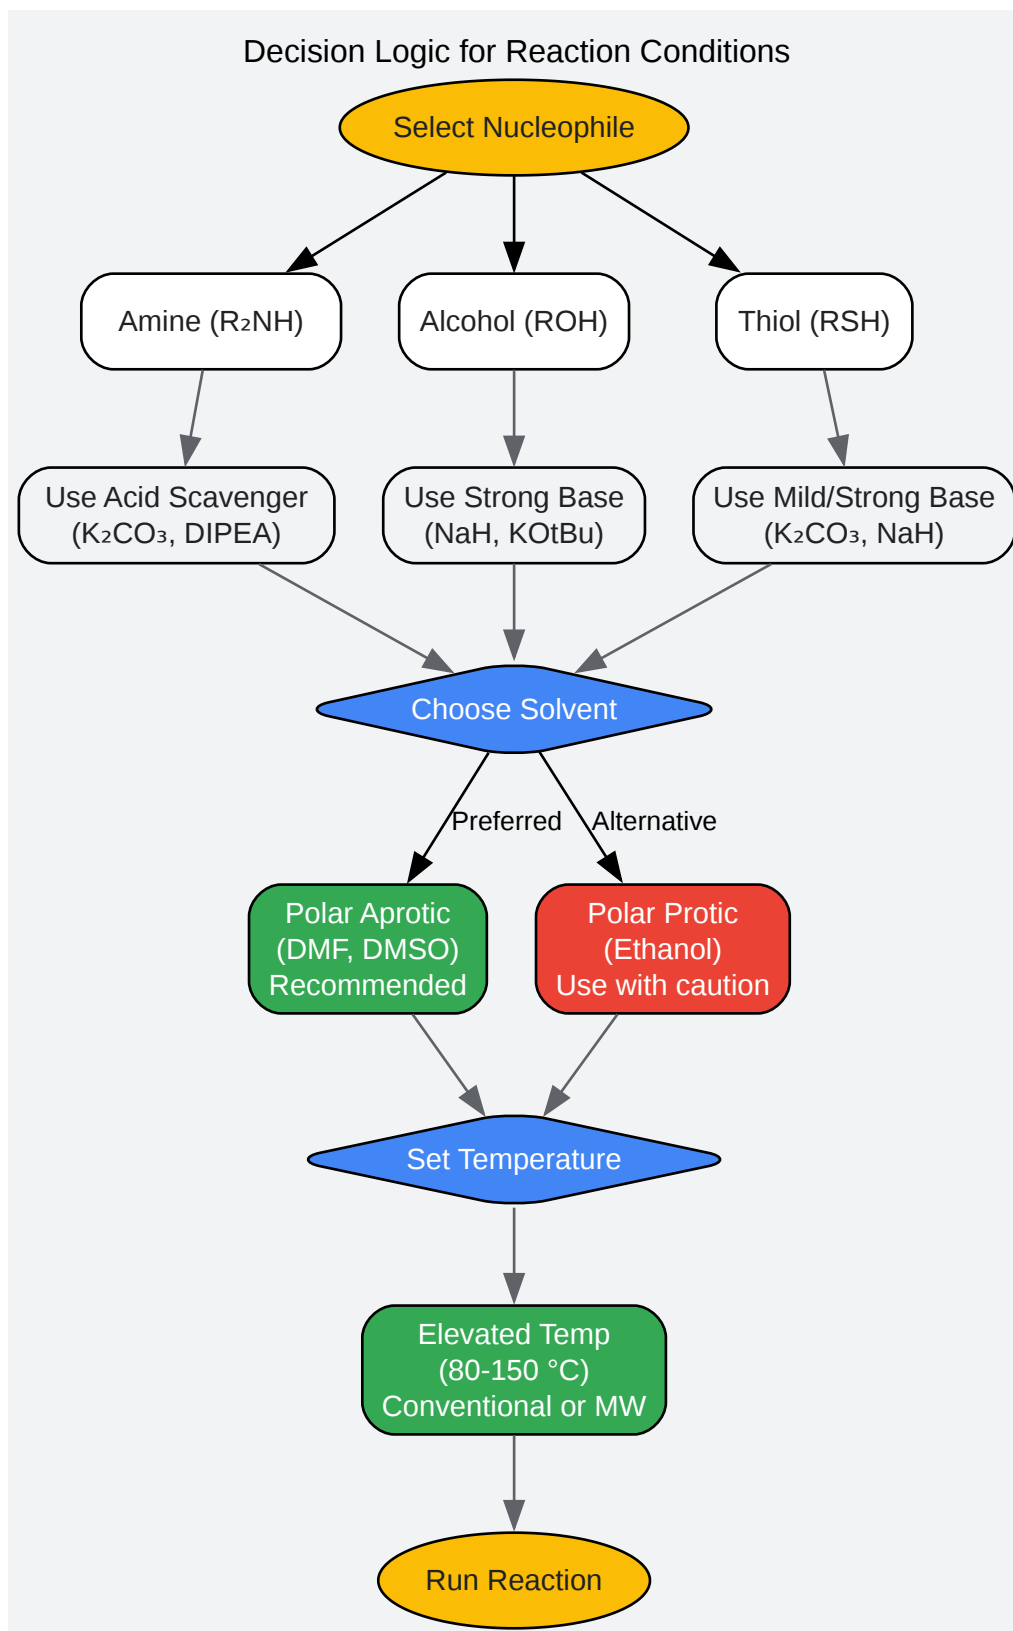 Decision Logic for Reaction Conditions
Select Nucleophile
Amine (R₂NH)
Alcohol (ROH)
Thiol (RSH)
Use Acid Scavenger
(K₂CO₃, DIPEA)
Use Strong Base
(NaH, KOtBu)
Use Mild/Strong Base
(K₂CO₃, NaH)
Choose Solvent
Preferred
Alternative
Polar Aprotic
(DMF, DMSO)
Recommended
Polar Protic
(Ethanol)
Use with caution
Set Temperature
Elevated Temp
(80-150 °C)
Conventional or MW
Run Reaction